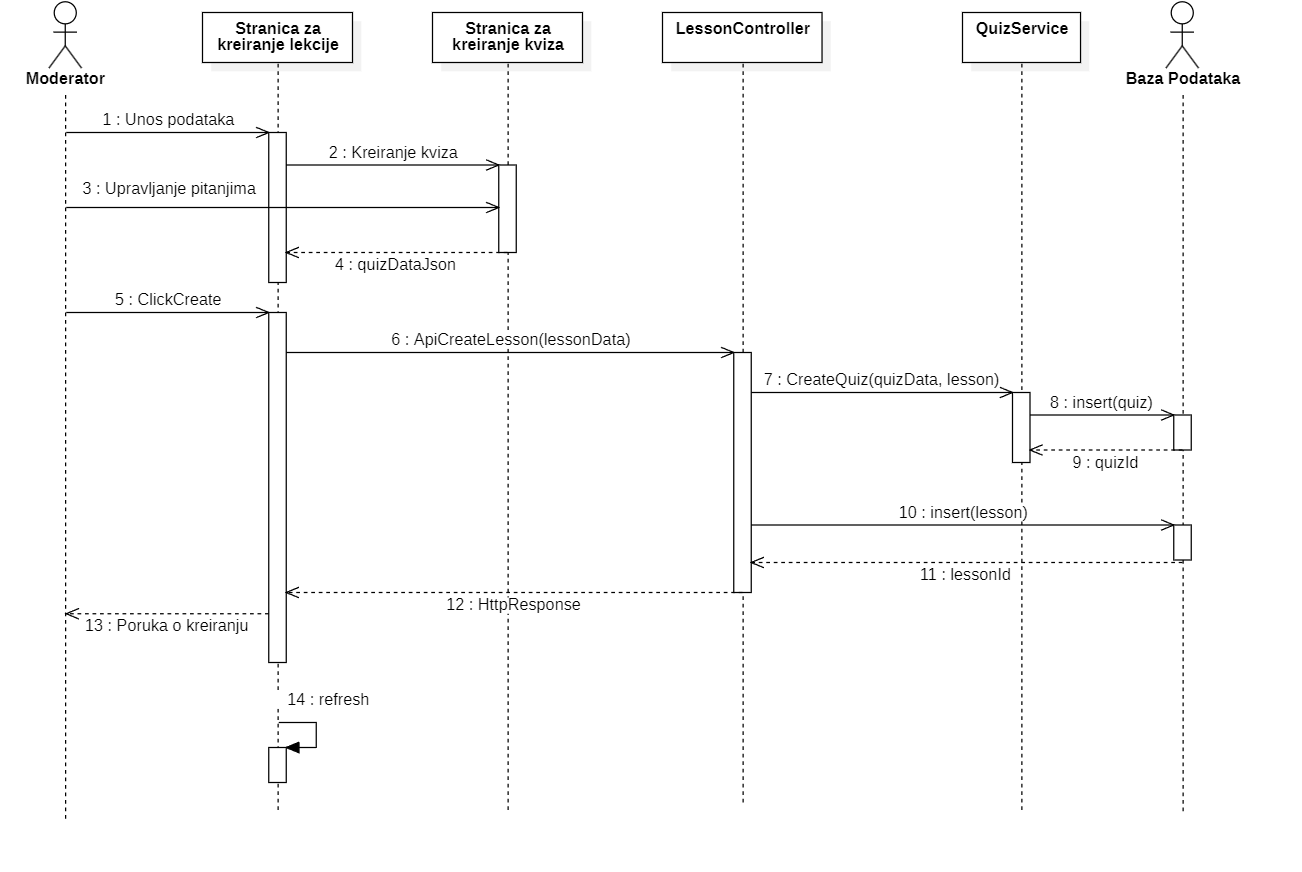 Moderator
Stranica za
kreiranje lekcije
Stranica za
kreiranje kviza
LessonController
QuizService
Baza Podataka
1 : Unos podataka
2 : Kreiranje kviza
3 : Upravljanje pitanjima
4 : quizDataJson
5 : ClickCreate
6 : ApiCreateLesson(lessonData)
7 : CreateQuiz(quizData, lesson)
8 : insert(quiz)
9 : quizId
10 : insert(lesson)
11 : lessonId
12 : HttpResponse
13 : Poruka o kreiranju
14 : refresh